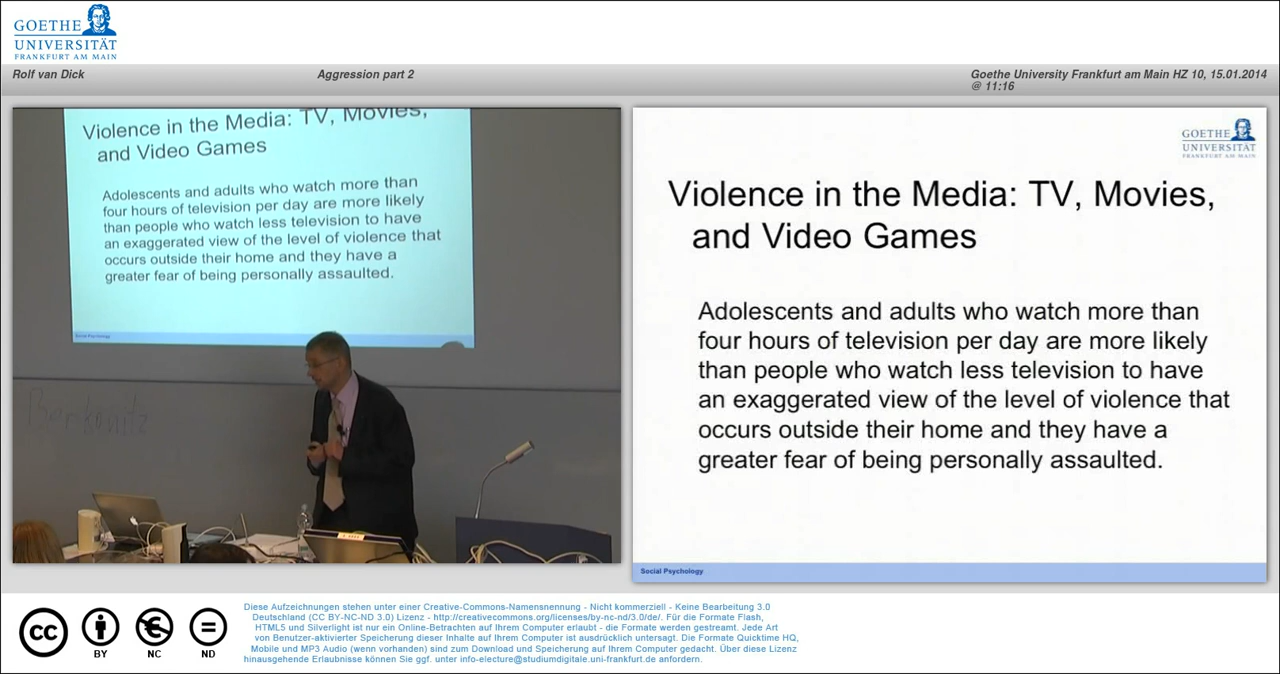 GOETHE
UNIVERSITÄT
FRANKFURT AM MAIN
Rolf van Dick
Aggression part 2
Goethe University Frankfurt am Main HZ 10, 15.01.2014
@ 11:16
Violence in the Media: TV, Movies,
and Video Games
Adolescents and adults who watch more than
four hours of television per day are more likely
than people who watch less television to have
an exaggerated view of the level of violence that
occurs outside their home and they have a
greater fear of being personally assaulted.
Social Psychology
GOETHE
UNIVERSITÄT
FRANKFURT AM MAIN
Violence in the Media: TV, Movies,
and Video Games
Adolescents and adults who watch more than
four hours of television per day are more likely
than people who watch less television to have
an exaggerated view of the level of violence that
occurs outside their home and they have a
greater fear of being personally assaulted.
Social Psychology
cc
BY
NC
ND
Diese Aufzeichnungen stehen unter einer Creative-Commons-Namensnennung - Nicht kommerziell - Keine Bearbeitung 3.0
Deutschland (CC BY-NC-ND 3.0) Lizenz - http://creativecommons.org/licenses/by-nc-nd/3.0/de/. Für die Formate Flash,
HTML5 und Silverlight ist nur ein Online-Betrachten auf Ihrem Computer erlaubt - die Formate werden gestreamt. Jede Art
von Benutzer-aktivierter Speicherung dieser Inhalte auf Ihrem Computer ist ausdrücklich untersagt. Die Formate Quicktime HQ,
Mobile und MP3 Audio (wenn vorhanden) sind zum Download und Speicherung auf Ihrem Computer gedacht. Über diese Lizenz
hinausgehende Erlaubnisse können Sie ggf. unter info-electure@studiumdigitale.uni-frankfurt.de anfordern.